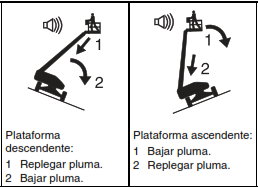 1
2
Plataforma
descendente:
1 Replegar pluma.
2 Bajar pluma.
1
2
Plataforma ascendente:
1 Bajar pluma.
2 Replegar pluma.